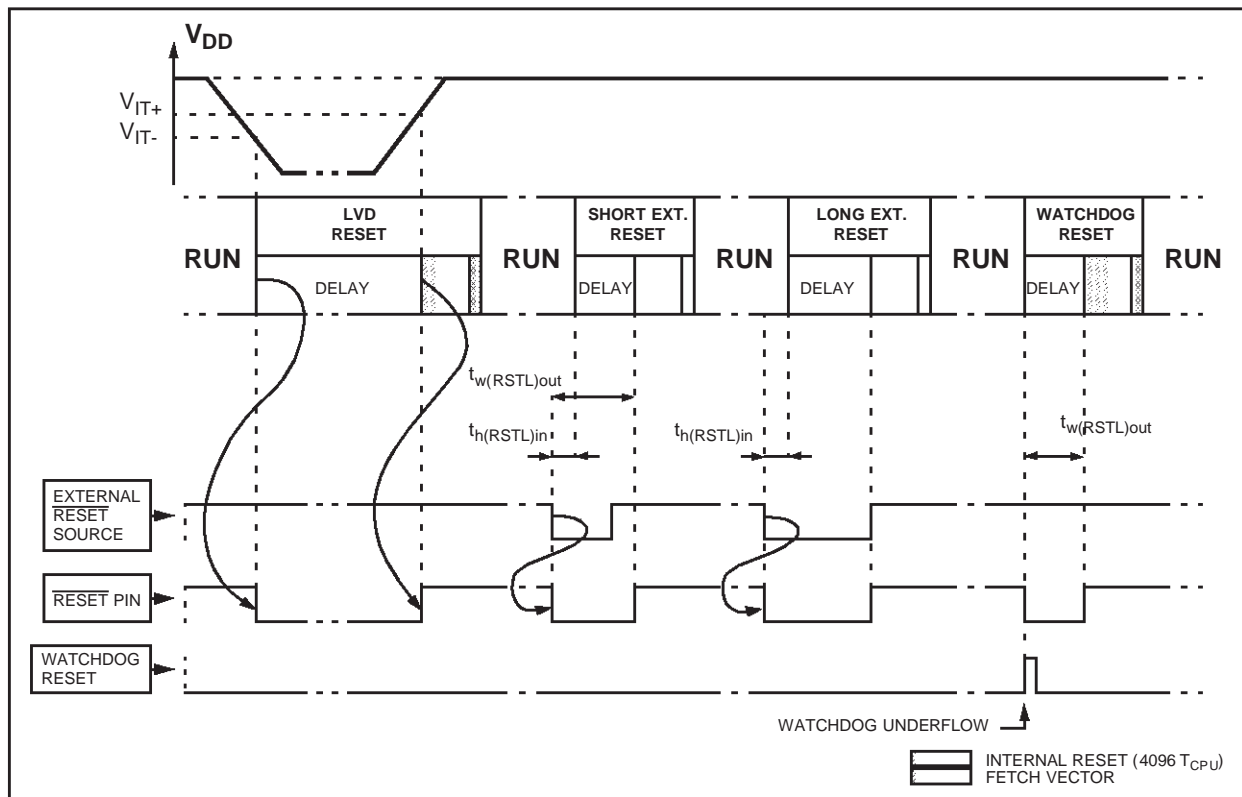 VDD
VIT+
VIT-
LVD
RESET
SHORT EXT.
RESET
LONG EXT.
RESET
WATCHDOG
RESET
RUN
RUN
RUN
RUN
RUN
DELAY
DELAY
DELAY
DELAY
tw(RSTL)out
th(RSTL)in
th(RSTL)in
tw(RSTL)out
EXTERNAL
RESET
SOURCE
RESET PIN
WATCHDOG
RESET
WATCHDOG UNDERFLOW
INTERNAL RESET (4096 TCPU)
FETCH VECTOR